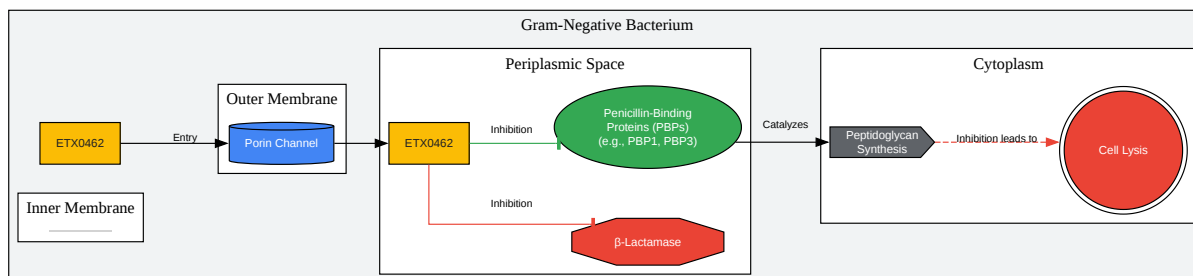 Gram-Negative Bacterium
Periplasmic Space
Cytoplasm
Outer Membrane
Penicillin-Binding
Proteins (PBPs)
(e.g., PBP1, PBP3)
ETX0462
Entry
Porin Channel
ETX0462
Inhibition
Catalyzes
Peptidoglycan
Synthesis
Inhibition leads to
Cell Lysis
Inner Membrane
Inhibition
β-Lactamase